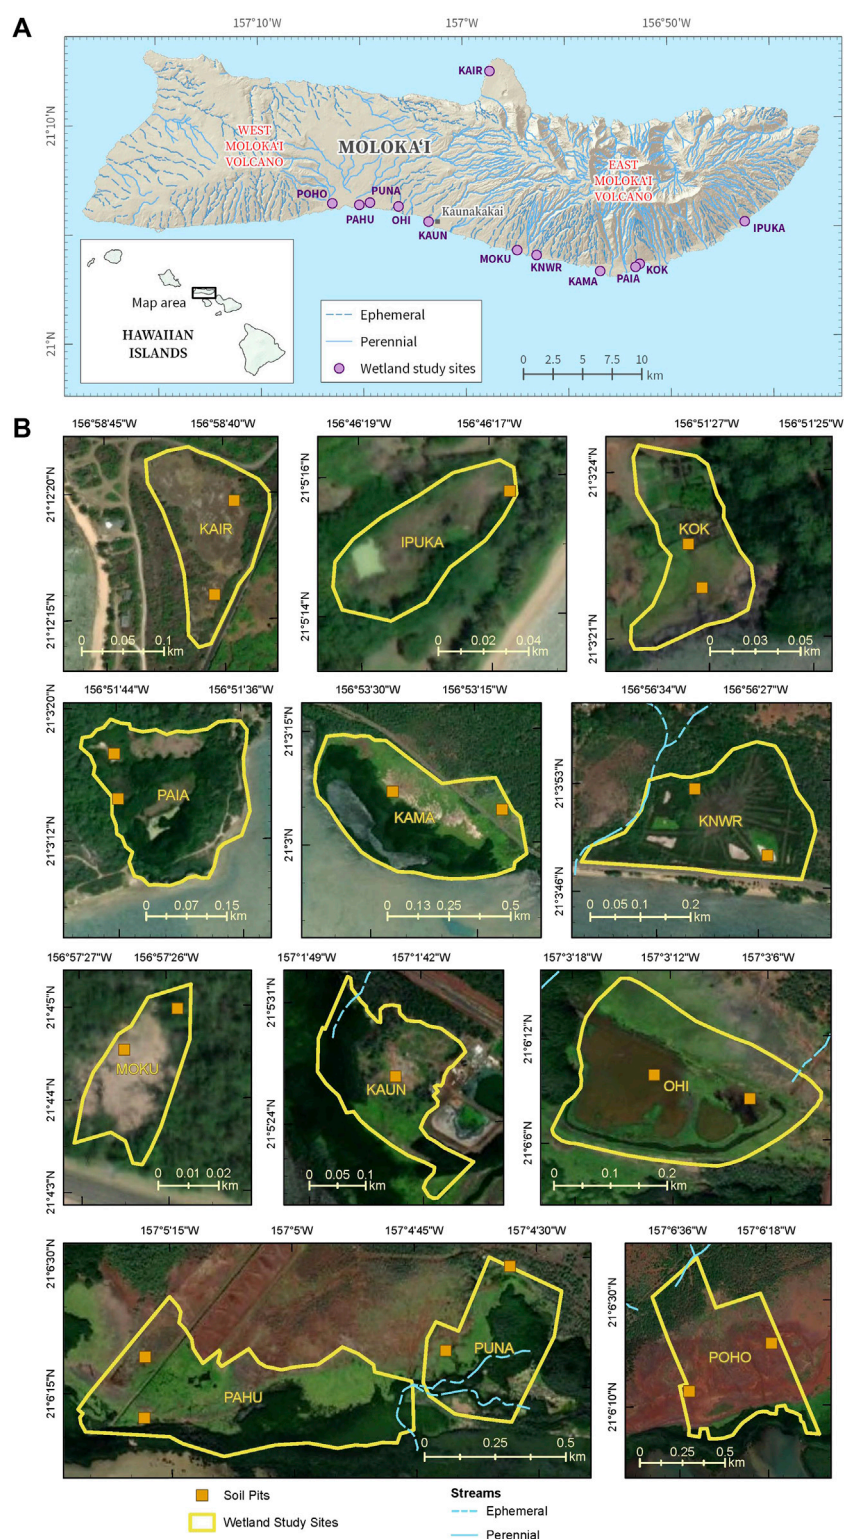 A
157°10'W
157°W
156°50'W
21°10'N
21°N
KAIR
WEST
MOLOKAʻI
VOLCANO
MOLOKAʻI
EAST
MOLOKAʻI
VOLCANO
POHO
PUNA
PAHU
OHI
Kaunakakai
KAUN
IPUKA
MOKU
KNWR
KAMA
PAIA
KOK
Map area
HAWAIIAN
ISLANDS
Ephemeral
Perennial
Wetland study sites
0 2.5 5 7.5 10
km
B
156°58'45"W 156°58'40"W
21°12'20"N
21°12'15"N
KAIR
0 0.05 0.1
km
156°46'19"W 156°46'17"W
21°5'16"N
21°5'14"N
IPUKA
0 0.02 0.04
km
156°51'27"W 156°51'25"W
21°3'24"N
21°3'21"N
KOK
0 0.03 0.05
km
156°51'44"W 156°51'36"W
21°3'20"N
21°3'12"N
PAIA
0 0.07 0.15
km
156°53'30"W 156°53'15"W
21°3'15"N
21°3'N
KAMA
0 0.13 0.25 0.5
km
156°56'34"W 156°56'27"W
21°3'53"N
21°3'46"N
KNWR
0 0.05 0.1 0.2
km
156°57'27"W 156°57'26"W
21°4'5"N
21°4'4"N
21°4'3"N
MOKU
0 0.01 0.02
km
157°1'49"W 157°1'42"W
21°5'31"N
21°5'24"N
KAUN
0 0.05 0.1
km
157°3'18"W 157°3'12"W 157°3'6"W
21°6'12"N
21°6'6"N
OHI
0 0.1 0.2
km
157°5'15"W 157°5'W 157°4'45"W 157°4'30"W
21°6'30"N
21°6'15"N
PAHU
PUNA
0 0.25 0.5
km
157°6'36"W 157°6'18"W
21°6'30"N
21°6'10"N
POHO
0 0.25 0.5
km
Soil Pits
Wetland Study Sites
Streams
Ephemeral
Perennial